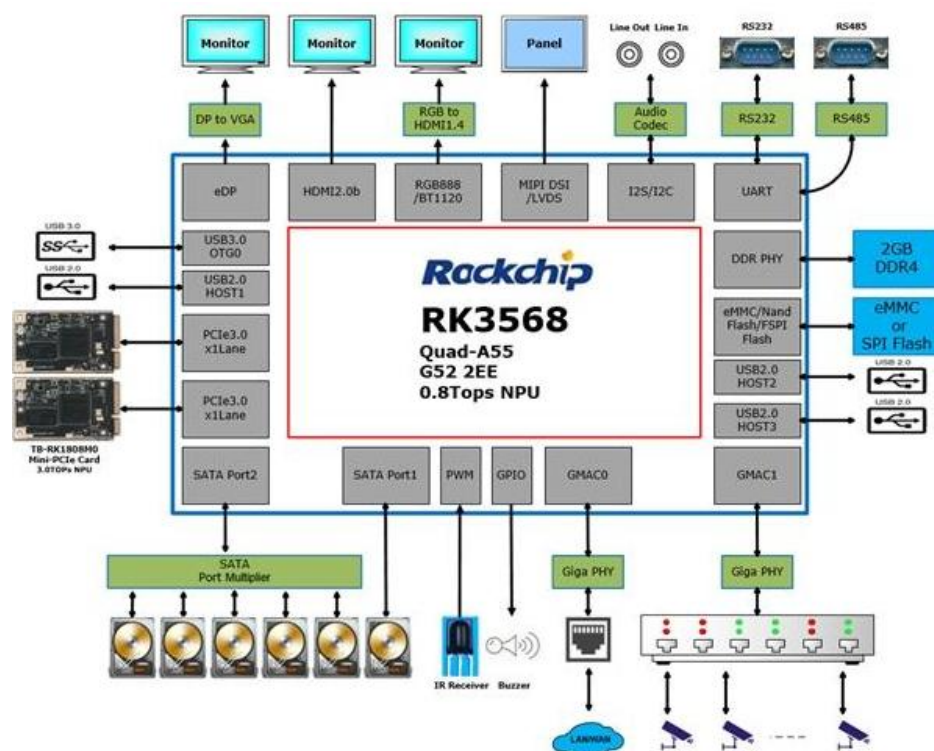 Monitor
Monitor
Monitor
Panel
Line Out Line In
RS232
RS485
DP to VGA
RGB to
HDMI1.4
Audio
Codec
RS232
RS485
eDP
HDMI2.0b
RGB888
/BT1120
MIPI DSI
/LVDS
I2S/I2C
UART
USB 3.0
SS
USB3.0
OTG0
USB 2.0
USB2.0
HOST1
PCIe3.0
x1Lane
PCIe3.0
x1Lane
TB-RK1808M0
Mini-PCIe Card
3.0TOPs NPU
Rockchip
RK3568
Quad-A55
G52 2EE
0.8Tops NPU
DDR PHY
2GB
DDR4
eMMC/Nand
Flash/FSPI
Flash
eMMC
or
SPI Flash
USB2.0
HOST2
USB 2.0
USB2.0
HOST3
USB 2.0
SATA Port2
SATA Port1
PWM
GPIO
GMAC0
GMAC1
SATA
Port Multiplier
Giga PHY
Giga PHY
IR Receiver
Buzzer
LAN/WAN